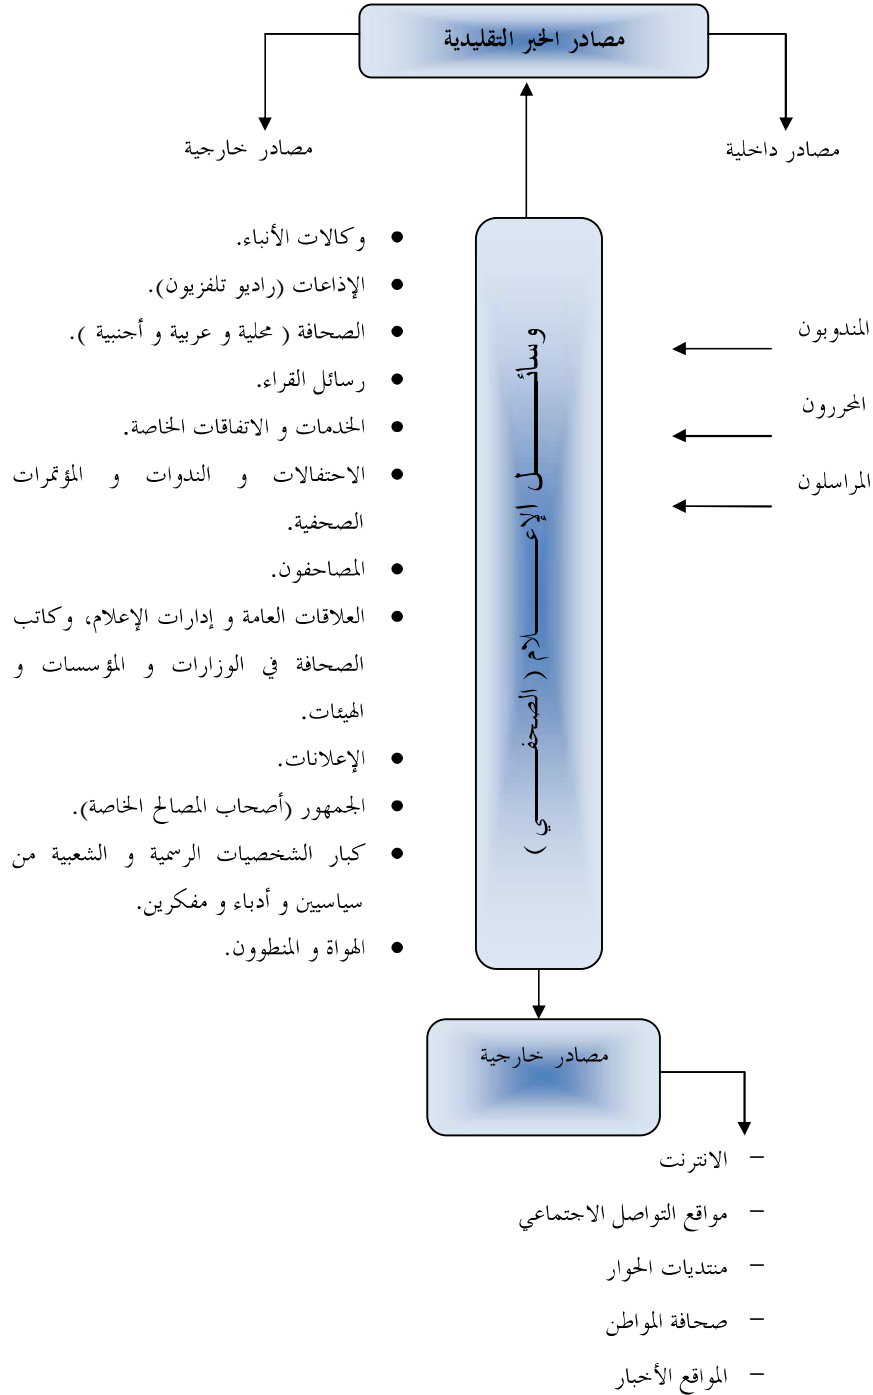 مصادر الخبر التقليدية
مصادر داخلية
مصادر خارجية
المندوبون
المحررون
المراسلون
وسائـــــل الإعـــــلام ( الصحفـــــي )
وكالات الأنباء.
الإذاعات (راديو تلفزيون).
الصحافة ( محلية و عربية و أجنبية ).
رسائل القراء.
الخدمات و الاتفاقات الخاصة.
الاحتفالات و الندوات و المؤتمرات
الصحفية.
المصاحفون.
العلاقات العامة و إدارات الإعلام، وكاتب
الصحافة في الوزارات و المؤسسات و
الهيئات.
الإعلانات.
الجمهور (أصحاب المصالح الخاصة).
كبار الشخصيات الرسمية و الشعبية من
سياسيين و أدباء و مفكرين.
الهواة و المنطوون.
مصادر خارجية
– الانترنت
– مواقع التواصل الاجتماعي
– منتديات الحوار
– صحافة المواطن
– المواقع الأخبار